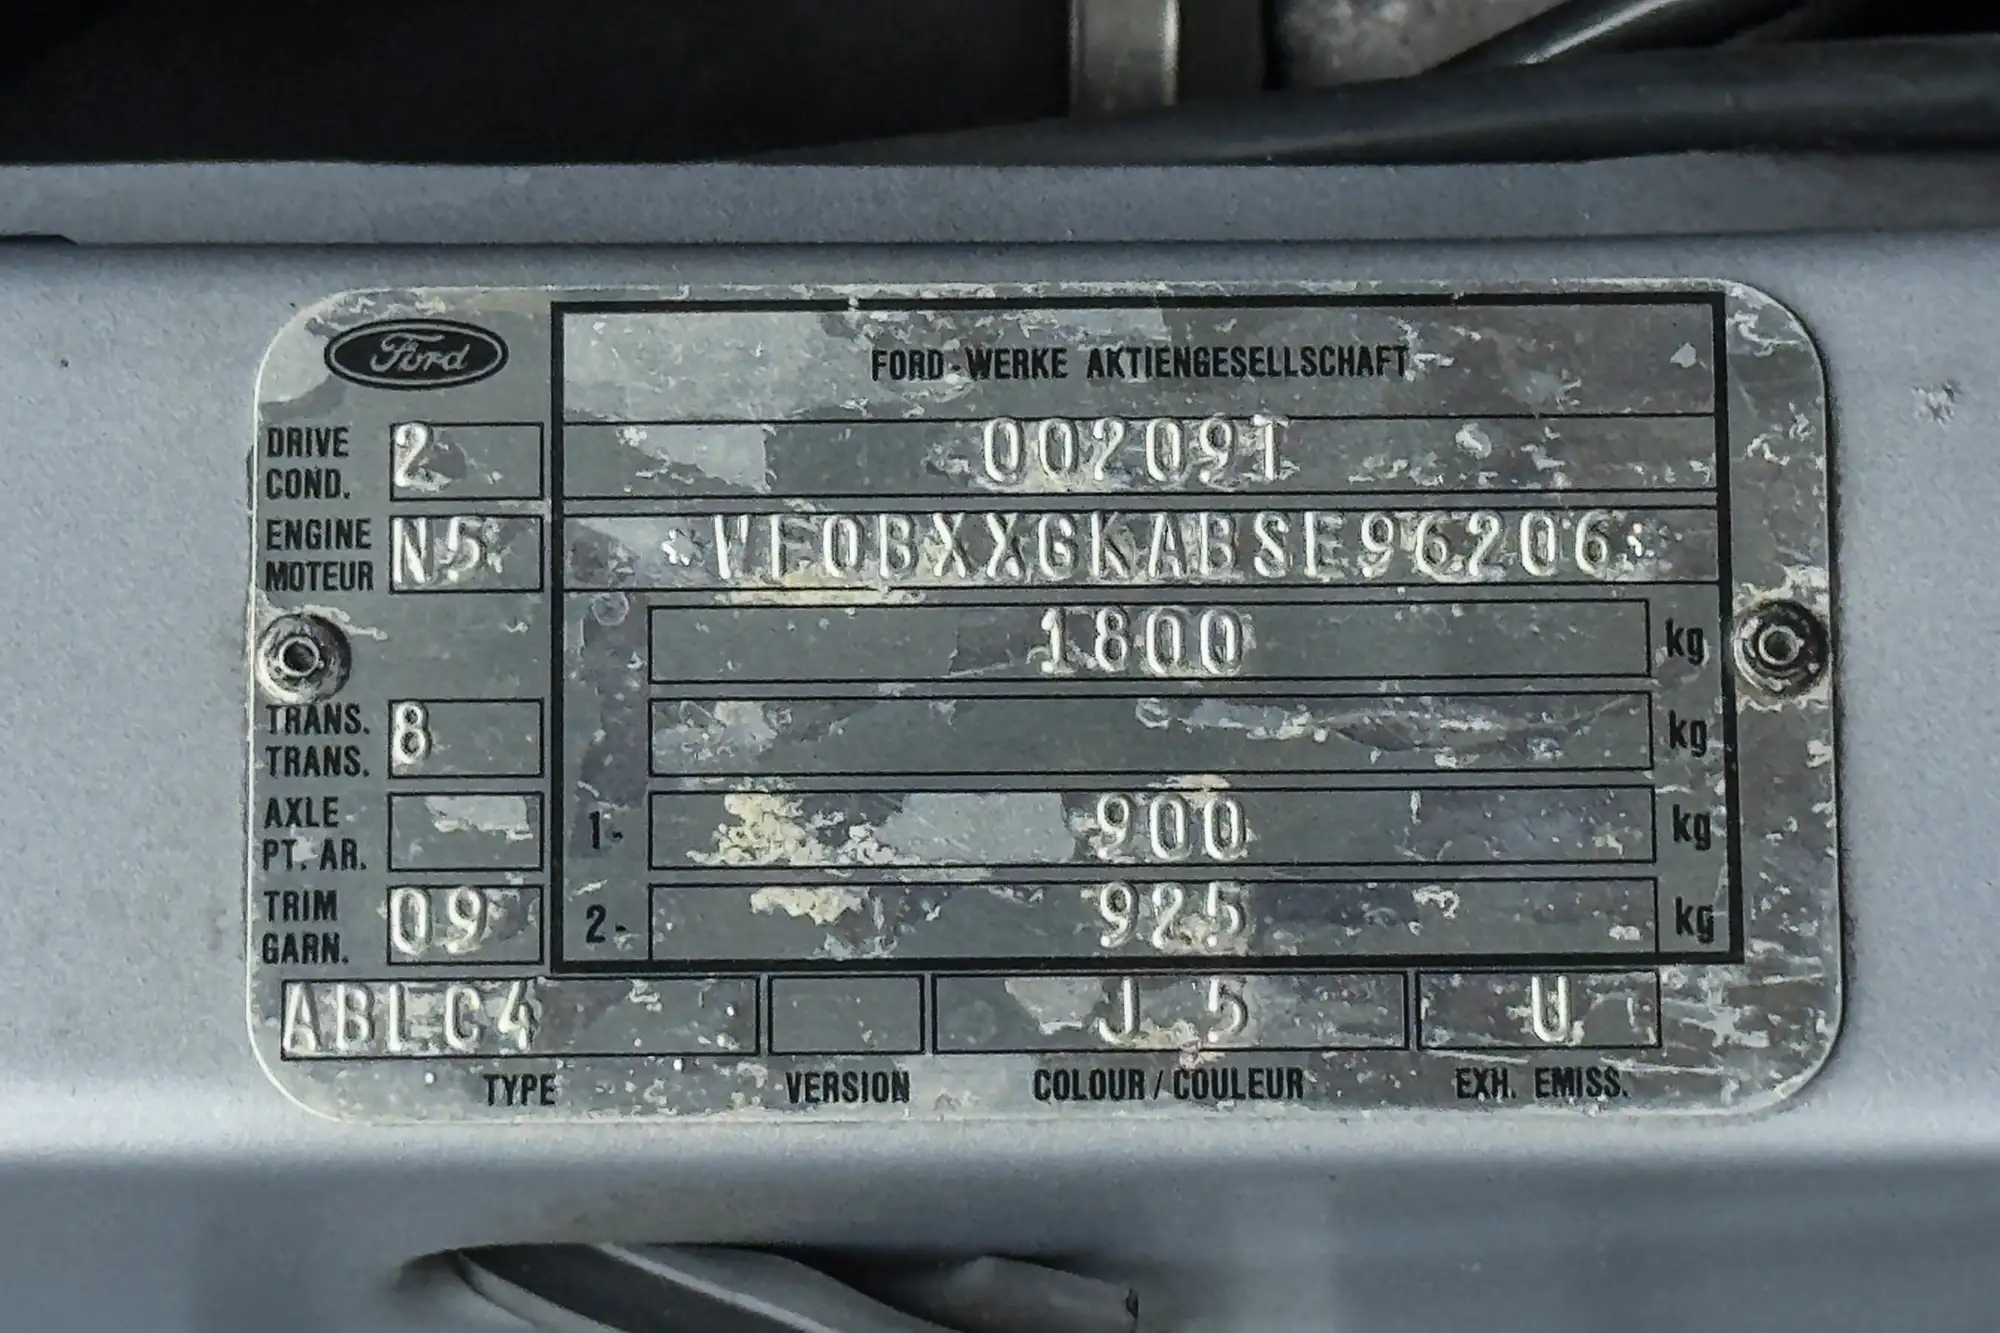 Ford
FORD-WERKE AKTIENGESELLSCHAFT
DRIVE COND. 2
002091
ENGINE MOTEUR N5
*WF0BXXGKABSE96206*
1800 kg
kg
TRANS. TRANS. 8
AXLE PT. AR.
1- 900 kg
TRIM GARN. 09
2- 925 kg
ABLC4 J 5 U
TYPE VERSION COLOUR/COULEUR EXH. EMISS.